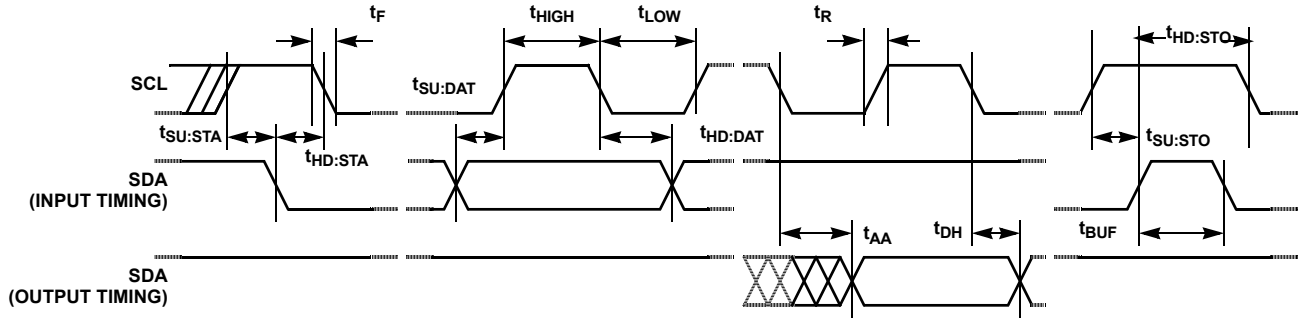 tF
tHIGH
tLOW
tR
tHD:STO
SCL
tSU:DAT
tSU:STA
tHD:STA
tHD:DAT
tSU:STO
SDA
(INPUT TIMING)
tAA
tDH
tBUF
SDA
(OUTPUT TIMING)